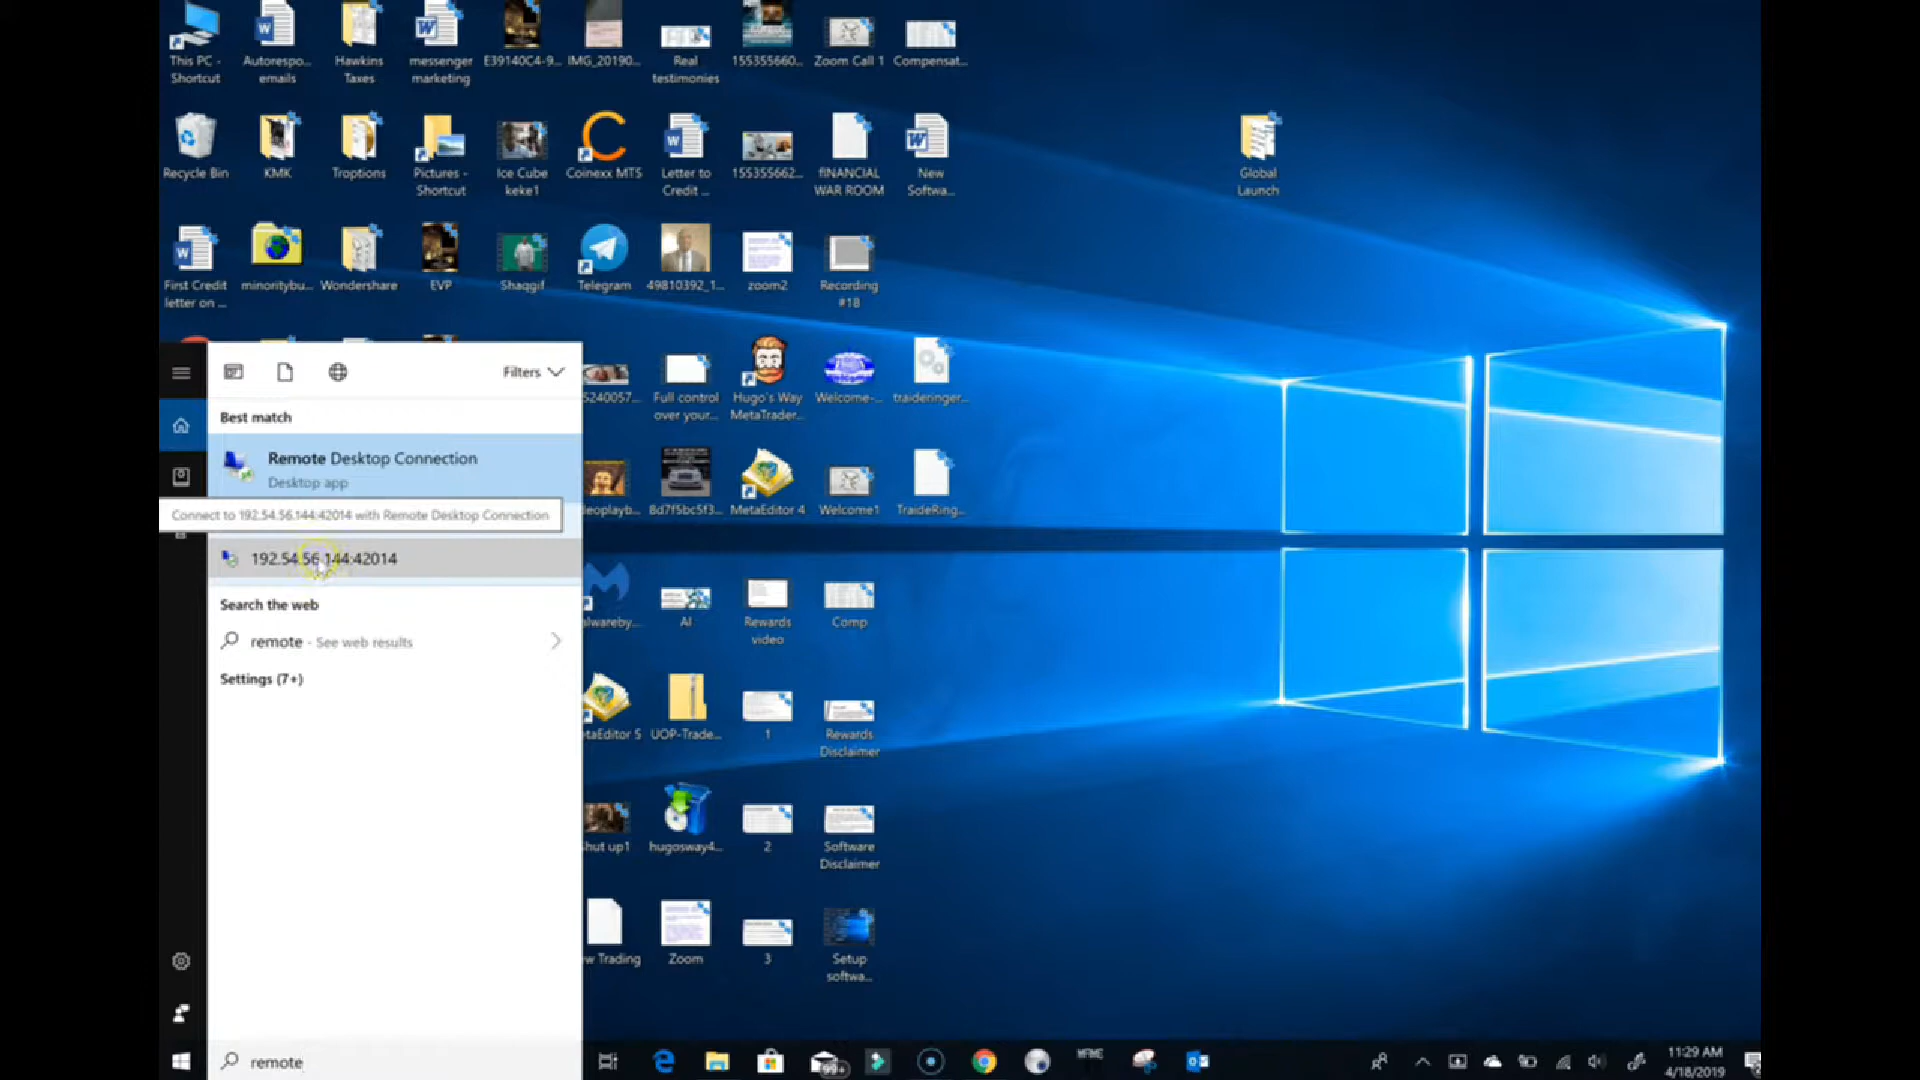 This PC -
Shortcut
Autorespo...
emails
Hawkins
Taxes
messenger
marketing
E39140C4-9...
IMG_20190...
Real
testimonies
155355660...
Zoom Call 1
Compensat...
Recycle Bin
KMK
Troptions
Pictures -
Shortcut
Ice Cube
keke1
Coinexx MT5
Letter to
Credit ...
155355662...
fINANCIAL
WAR ROOM
New
Softwa...
Global
Launch
First Credit
letter on ...
minoritybu...
Wondershare
EVP
Shaqgif
Telegram
49810392_1...
zoom2
Recording
#18
5240057...
Full control
over your...
Hugo's Way
MetaTrader...
Welcome-...
traideringer...
eoplayb...
8d7f5bc5f3...
MetaEditor 4
Welcome1
TraideRing...
lwareby...
AI
Rewards
video
Comp
taEditor 5
UOP-Trade...
1
Rewards
Disclaimer
hut up1
hugosway4...
2
Software
Disclaimer
w Trading
Zoom
3
Setup
softwa...
Filters
Best match
Remote Desktop Connection
Desktop app
Connect to 192.54.56.144:42014 with Remote Desktop Connection
192.54.56.144:42014
Search the web
remote - See web results
Settings (7+)
remote
99+
11:29 AM
4/18/2019